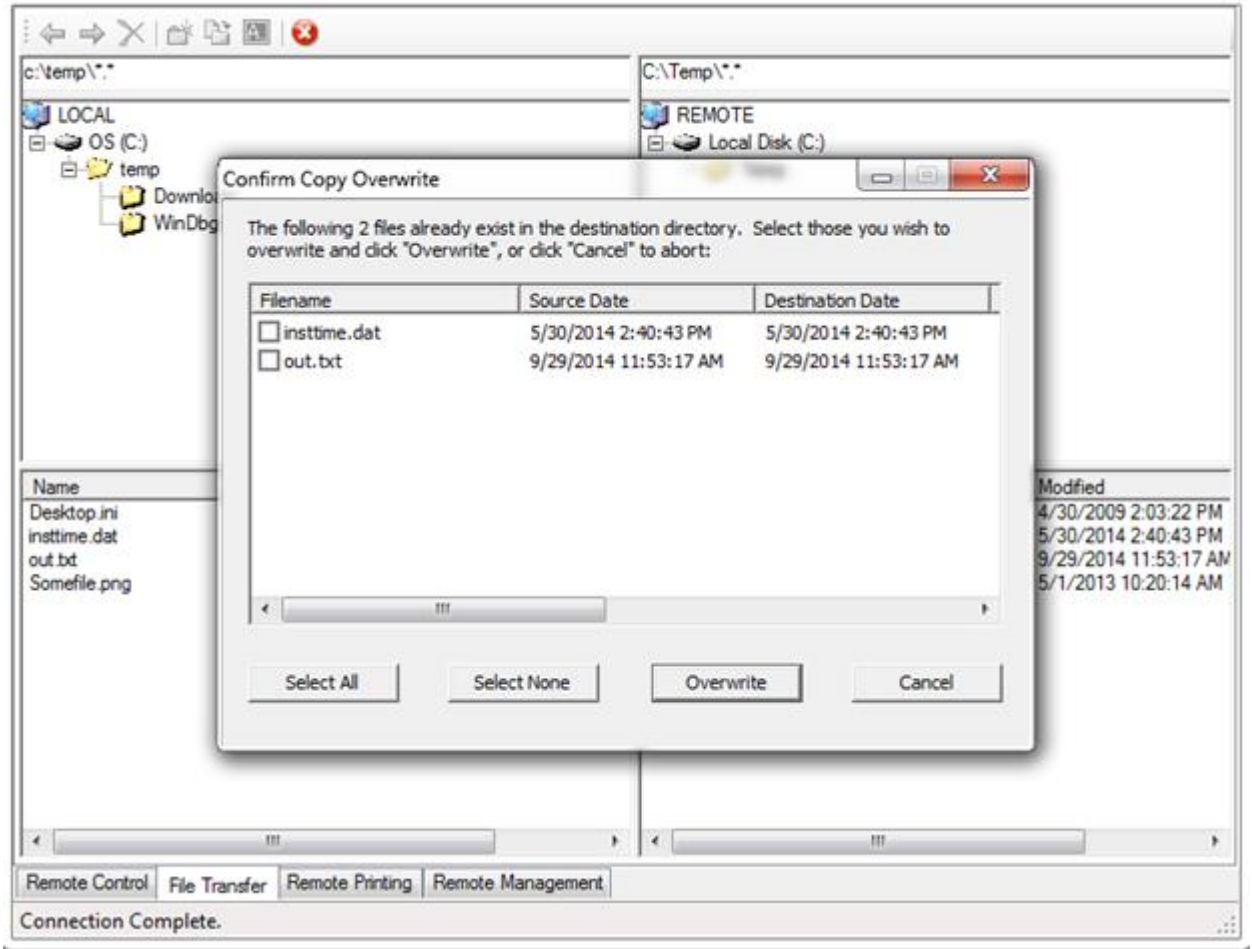 c:\temp\*.*
C:\Temp\*.*
LOCAL
OS (C:)
temp
WinDbg
REMOTE
Local Disk (C:)
Confirm Copy Overwrite
The following 2 files already exist in the destination directory. Select those you wish to
overwrite and click "Overwrite", or click "Cancel" to abort:
Filename Source Date Destination Date
insttime.dat 5/30/2014 2:40:43 PM 5/30/2014 2:40:43 PM
out.txt 9/29/2014 11:53:17 AM 9/29/2014 11:53:17 AM
Select All Select None Overwrite Cancel
Name
Desktop.ini
insttime.dat
out.txt
Somefile.png
Modified
4/30/2009 2:03:22 PM
5/30/2014 2:40:43 PM
9/29/2014 11:53:17 AM
5/1/2013 10:20:14 AM
Remote Control File Transfer Remote Printing Remote Management
Connection Complete.